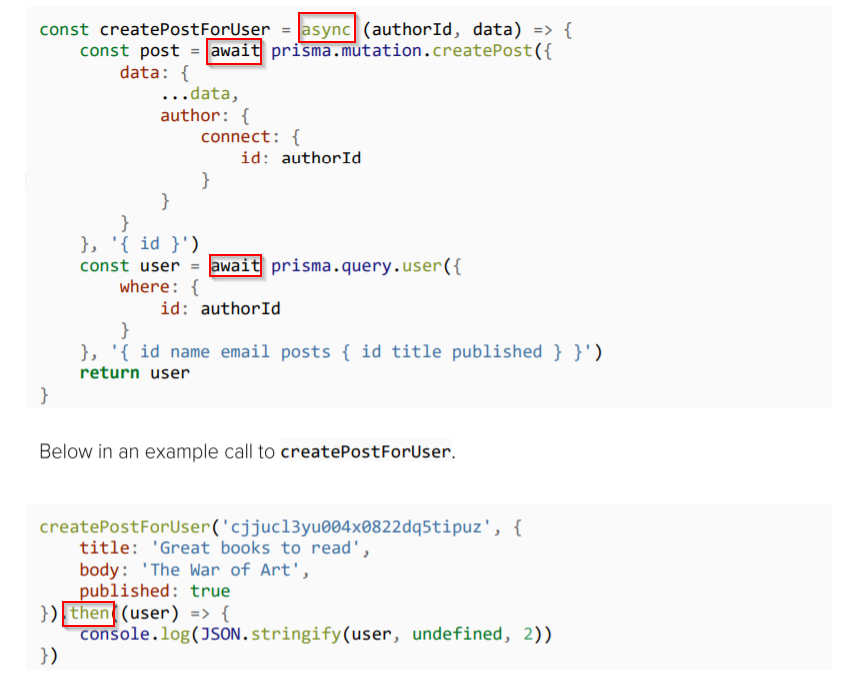 const createPostForUser = async (authorId, data) => {
    const post = await prisma.mutation.createPost({
        data: {
            ...data,
            author: {
                connect: {
                    id: authorId
                }
            }
        }
    }, '{ id }')
    const user = await prisma.query.user({
        where: {
            id: authorId
        }
    }, '{ id name email posts { id title published } }')
    return user
}
Below in an example call to createPostForUser.
createPostForUser('cjjucl3yu004x0822dq5tipuz', {
    title: 'Great books to read',
    body: 'The War of Art',
    published: true
}).then((user) => {
    console.log(JSON.stringify(user, undefined, 2))
})